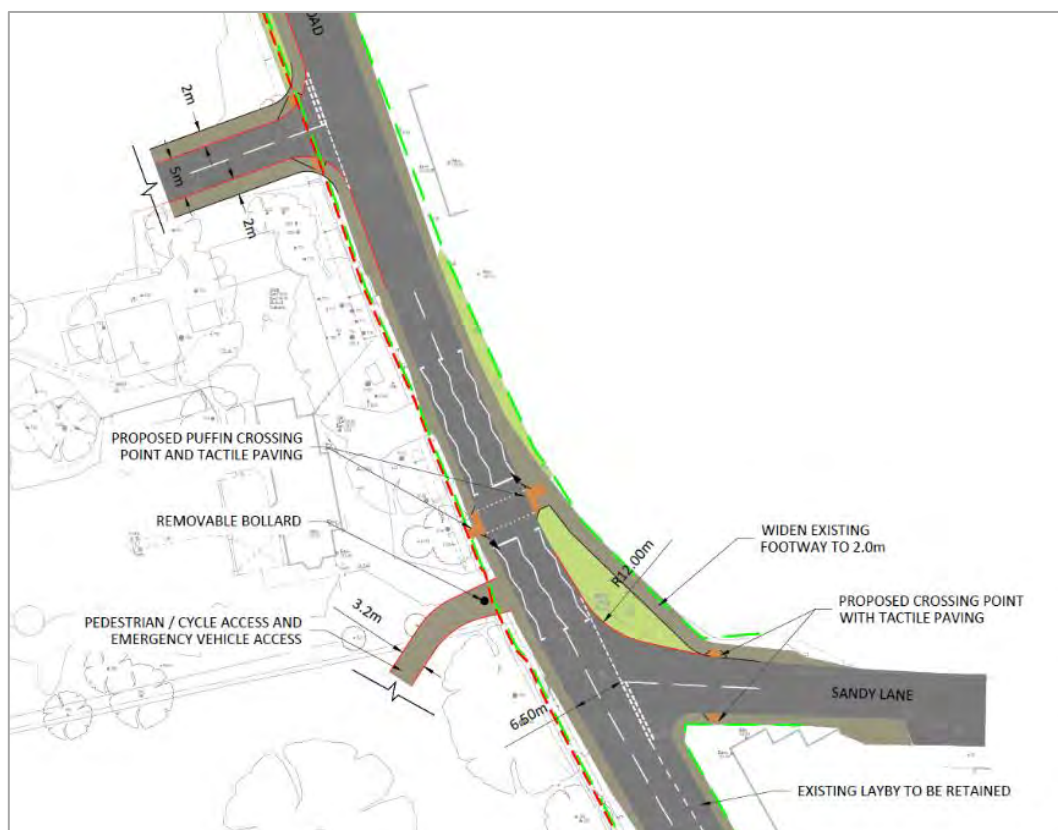 OAD
2m
5m
2m
PROPOSED PUFFIN CROSSING
POINT AND TACTILE PAVING
REMOVABLE BOLLARD
PEDESTRIAN / CYCLE ACCESS AND
EMERGENCY VEHICLE ACCESS
3.2m
R12.00m
WIDEN EXISTING
FOOTWAY TO 2.0m
PROPOSED CROSSING POINT
WITH TACTILE PAVING
SANDY LANE
6.50m
EXISTING LAYBY TO BE RETAINED